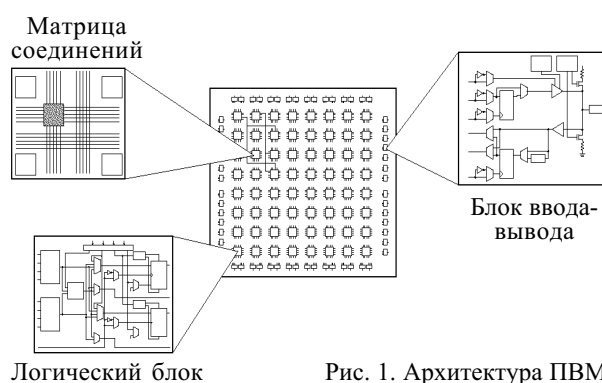 Матрица
соединений
Блок ввода-
вывода
Логический блок
Рис. 1. Архитектура ПВМ